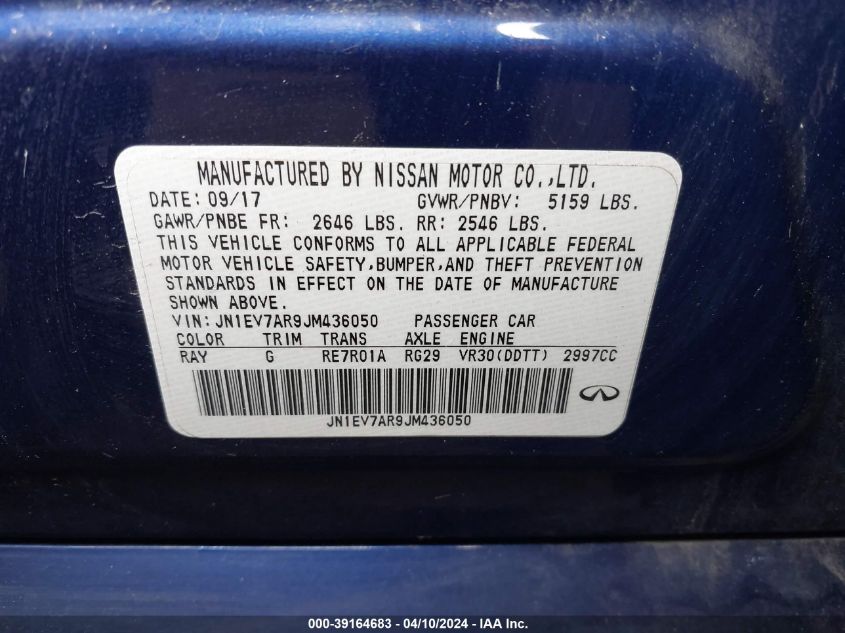 MANUFACTURED BY NISSAN MOTOR CO.,LTD.
DATE: 09/17 GVWR/PNBV: 5159 LBS.
GAWR/PNBE FR: 2646 LBS. RR: 2546 LBS.
THIS VEHICLE CONFORMS TO ALL APPLICABLE FEDERAL
MOTOR VEHICLE SAFETY,BUMPER,AND THEFT PREVENTION
STANDARDS IN EFFECT ON THE DATE OF MANUFACTURE
SHOWN ABOVE.
VIN: JN1EV7AR9JM436050 PASSENGER CAR
COLOR TRIM TRANS AXLE ENGINE
RAY G RE7R01A RG29 VR30(DDTT) 2997CC
JN1EV7AR9JM436050
000-39164683 - 04/10/2024 - IAA Inc.